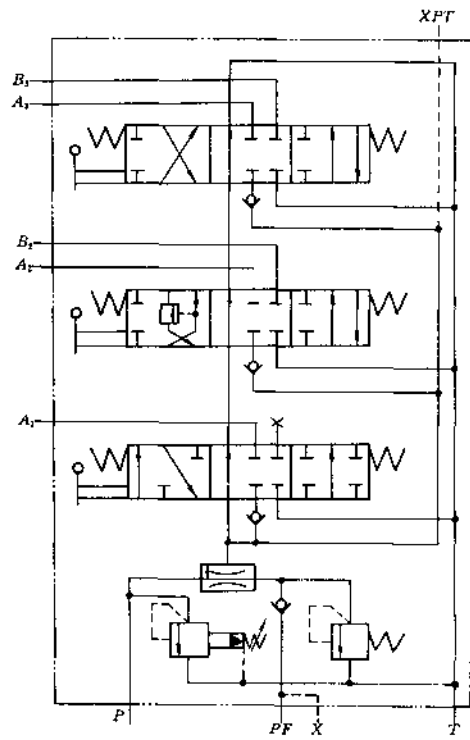 XPT
B₃
A₃
B₂
A₂
A₁
P PF X T